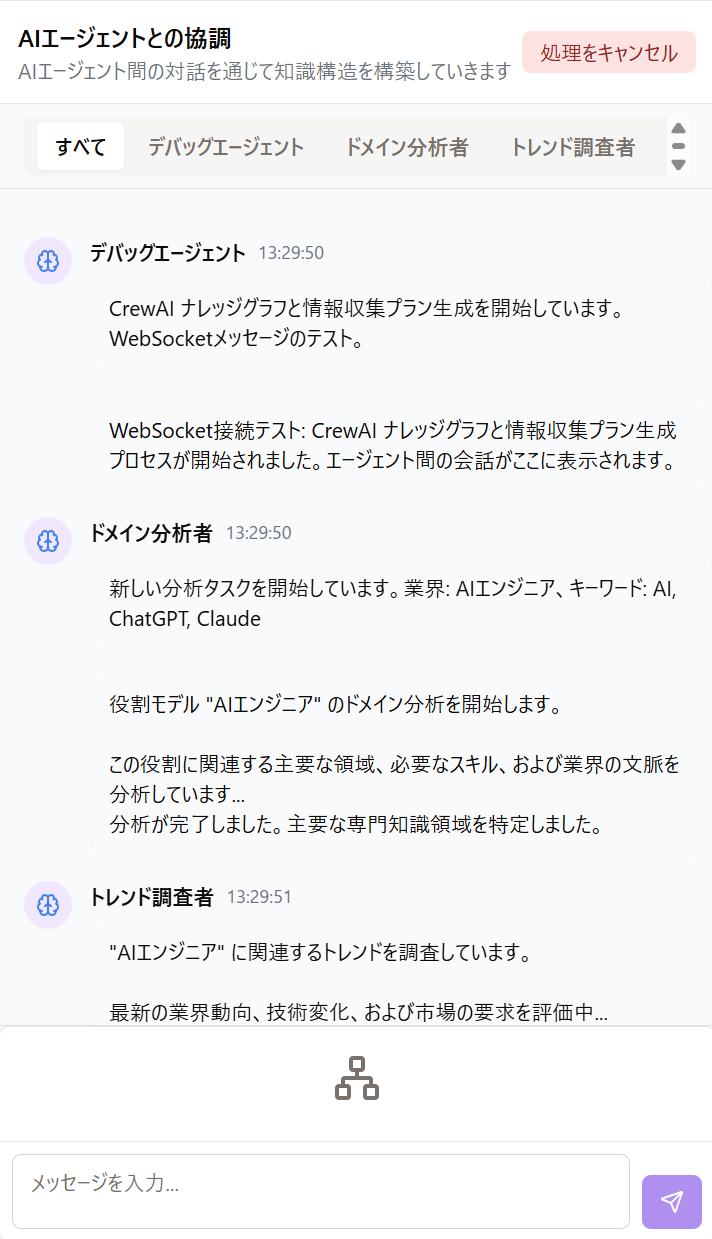 AIエージェントとの協調
AIエージェント間の対話を通じて知識構造を構築していきます
処理をキャンセル
すべて
デバッグエージェント
ドメイン分析者
トレンド調査者
デバッグエージェント 13:29:50
CrewAI ナレッジグラフと情報収集プラン生成を開始しています。
WebSocketメッセージのテスト。
WebSocket接続テスト: CrewAI ナレッジグラフと情報収集プラン生成
プロセスが開始されました。エージェント間の会話がここに表示されます。
ドメイン分析者 13:29:50
新しい分析タスクを開始しています。業界: AIエンジニア、キーワード: AI,
ChatGPT, Claude
役割モデル "AIエンジニア" のドメイン分析を開始します。
この役割に関連する主要な領域、必要なスキル、および業界の文脈を
分析しています...
分析が完了しました。主要な専門知識領域を特定しました。
トレンド調査者 13:29:51
"AIエンジニア" に関連するトレンドを調査しています。
最新の業界動向、技術変化、および市場の要求を評価中...
メッセージを入力...